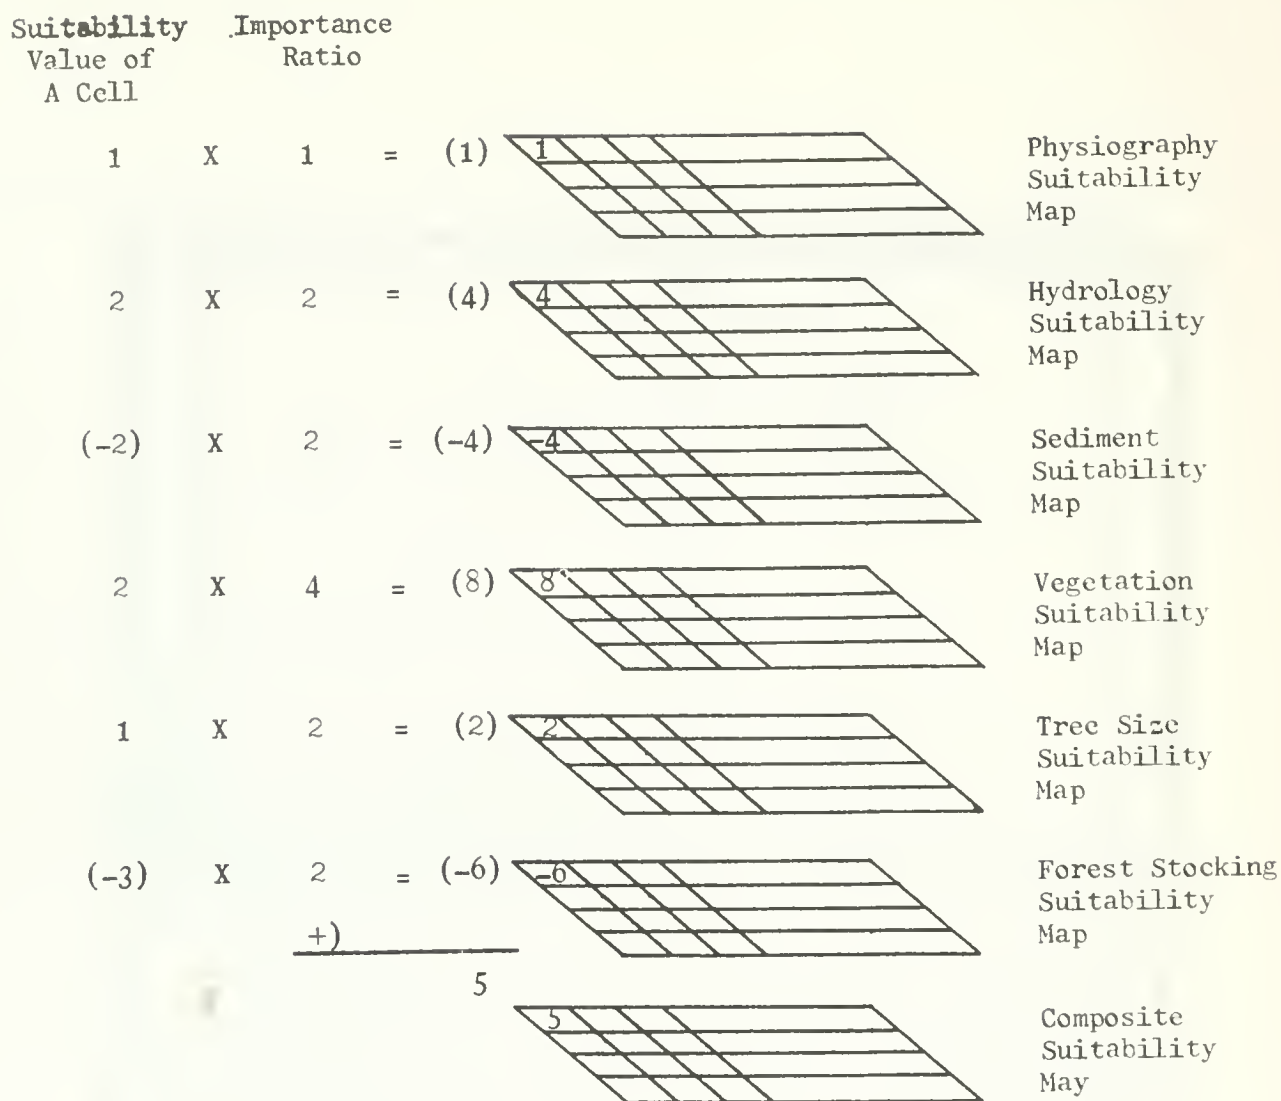 Suitability Importance
Value of Ratio
A Cell
1 X 1 = (1) 1 Physiography
Suitability
Map
2 X 2 = (4) 4 Hydrology
Suitability
Map
(-2) X 2 = (-4) -4 Sediment
Suitability
Map
2 X 4 = (8) 8 Vegetation
Suitability
Map
1 X 2 = (2) 2 Tree Size
Suitability
Map
(-3) X 2 = (-6) -6 Forest Stocking
Suitability
Map
+)
5
5 Composite
Suitability
May